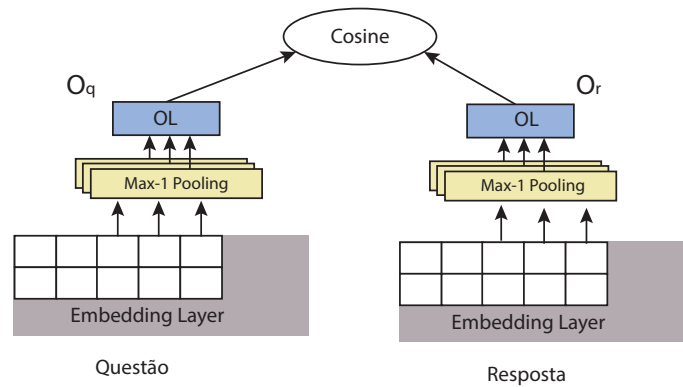 Cosine
Oq
Or
OL
OL
Max-1 Pooling
Max-1 Pooling
Embedding Layer
Embedding Layer
Questão
Resposta